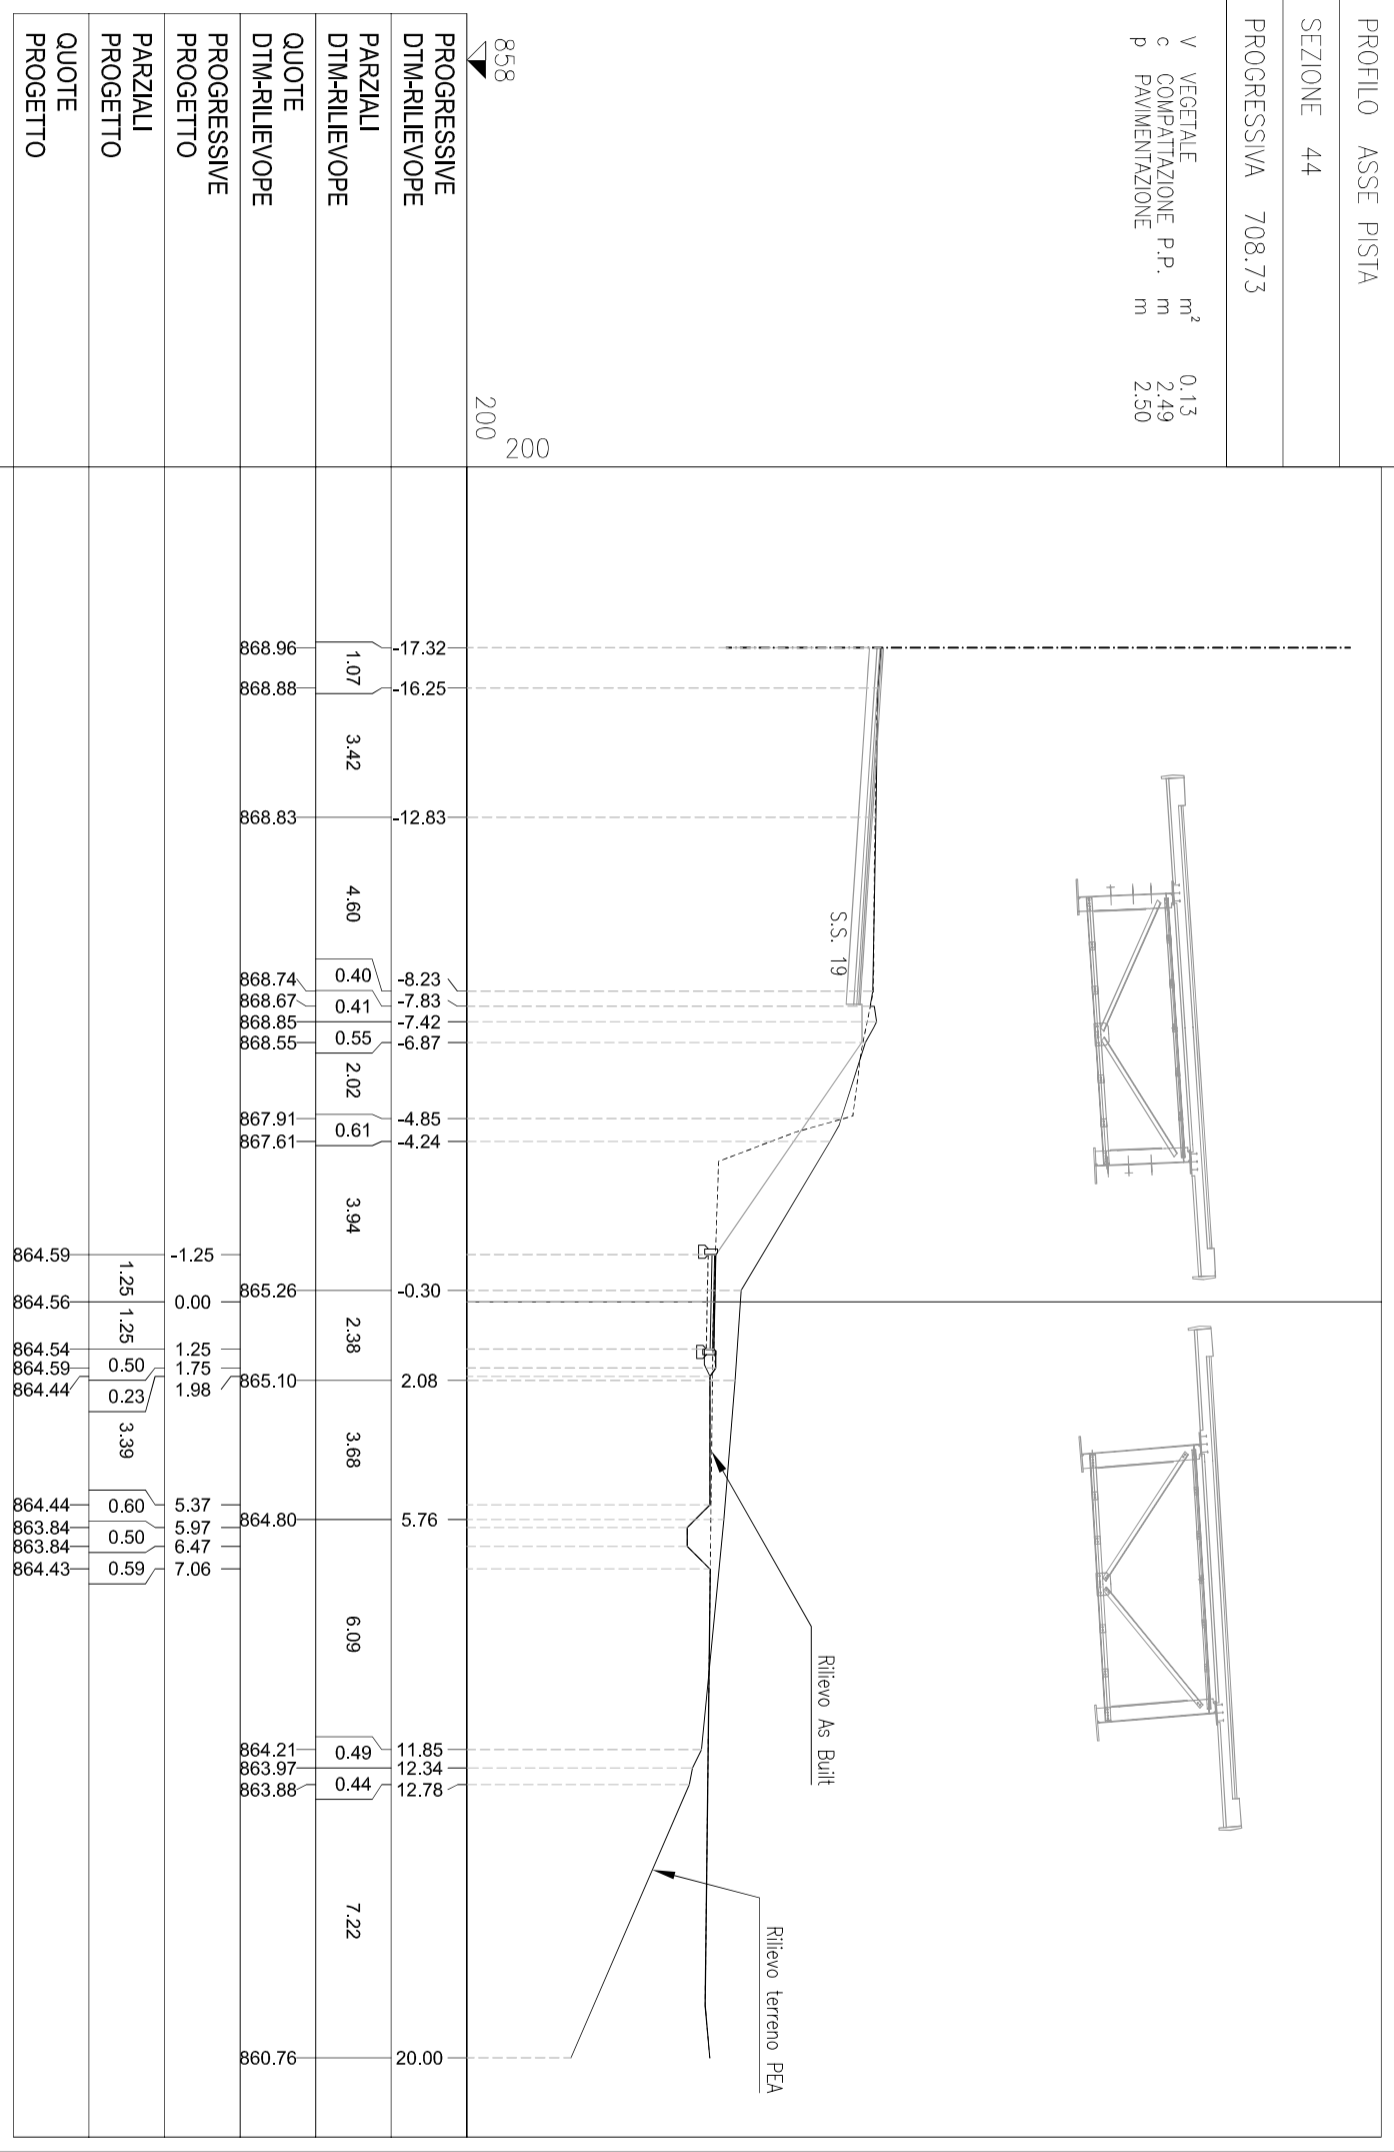 PROFILO ASSE PISTA
SEZIONE 44
PROGRESSIVA 708.73
V VEGETALE m² 0.13
c COMPATTAZIONE P.P. m 2.49
p PAVIMENTAZIONE m 2.50
200
200
858
S.S. 19
Rilievo As Built
Rilievo terreno PEA
PROGRESSIVE
DTM-RILIEVOPE
-17.32 -16.25 -12.83 -8.23 -7.83 -7.42 -6.87 -4.85 -4.24 -0.30 2.08 5.76 11.85 12.34 12.78 20.00
PARZIALI
DTM-RILIEVOPE
1.07 3.42 4.60 0.40 0.41 0.55 2.02 0.61 3.94 2.38 3.68 6.09 0.49 0.44 7.22
QUOTE
DTM-RILIEVOPE
868.96 868.88 868.83 868.74 868.67 868.85 868.55 867.91 867.61 865.26 865.10 864.80 864.21 863.97 863.88 860.76
PROGRESSIVE
PROGETTO
-1.25 0.00 1.25 1.75 1.98 5.37 5.97 6.47 7.06
PARZIALI
PROGETTO
1.25 1.25 0.50 0.23 3.39 0.60 0.50 0.59
QUOTE
PROGETTO
864.59 864.56 864.54 864.59 864.44 864.44 863.84 863.84 864.43